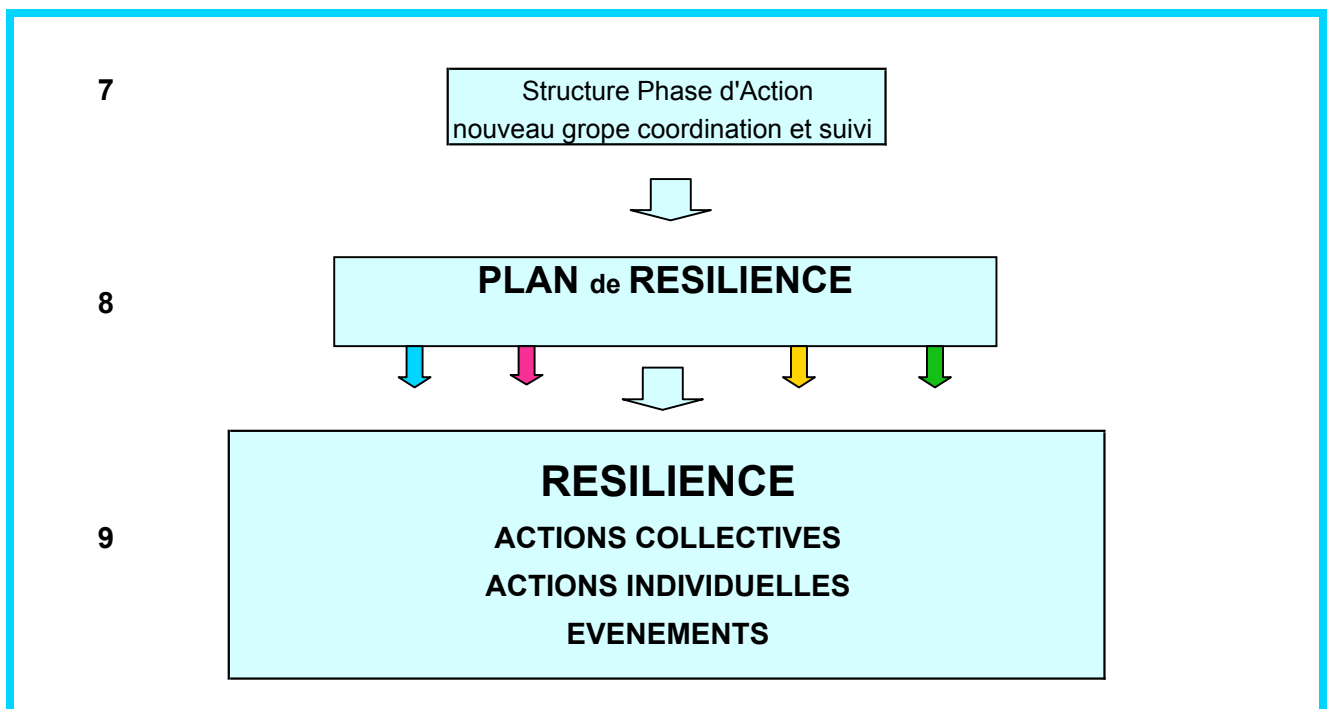 7
Structure Phase d'Action
nouveau grope coordination et suivi
PLAN de RESILIENCE
8
RESILIENCE
9
ACTIONS COLLECTIVES
ACTIONS INDIVIDUELLES
EVENEMENTS